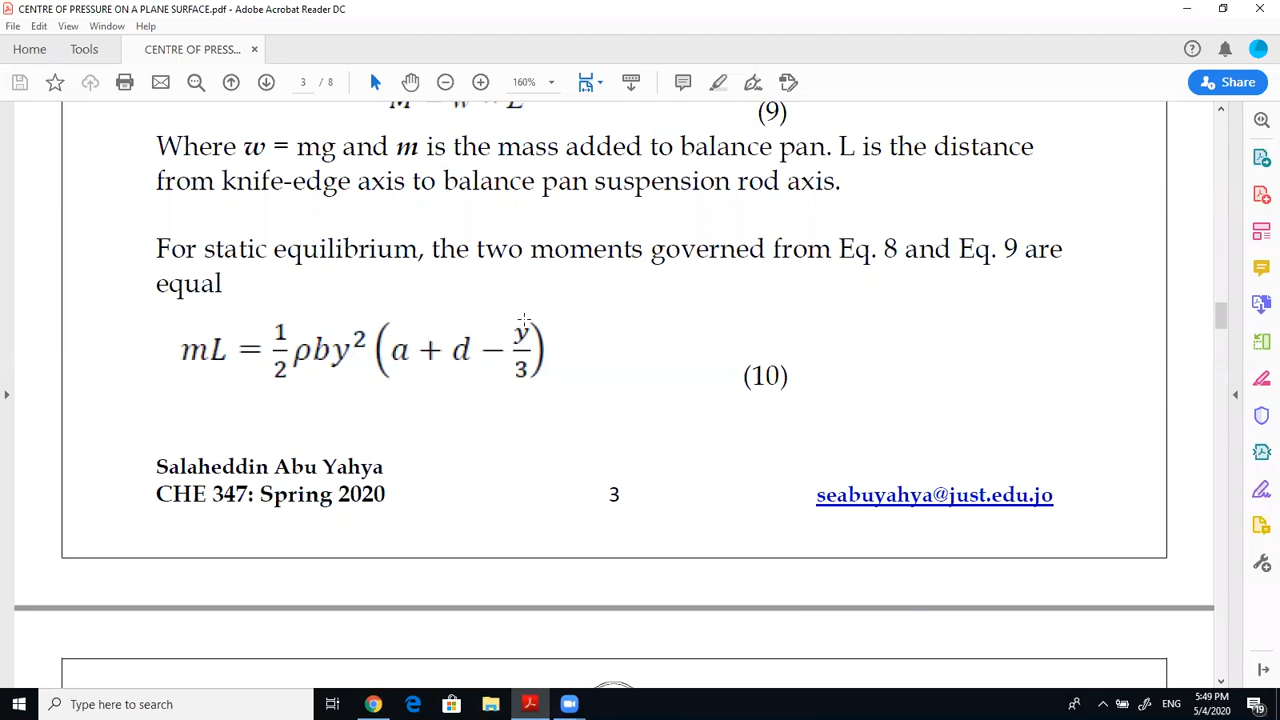 CENTRE OF PRESSURE ON A PLANE SURFACE.pdf - Adobe Acrobat Reader DC
File Edit View Window Help
Home Tools CENTRE OF PRESS... ×
3 / 8 160% Share
(9)
Where w = mg and m is the mass added to balance pan. L is the distance
from knife-edge axis to balance pan suspension rod axis.
For static equilibrium, the two moments governed from Eq. 8 and Eq. 9 are
equal
mL = 1/2 ρby² (a + d − y/3)
(10)
Salaheddin Abu Yahya
CHE 347: Spring 2020 3 seabuyahya@just.edu.jo
Type here to search
ENG 5:49 PM
5/4/2020 19